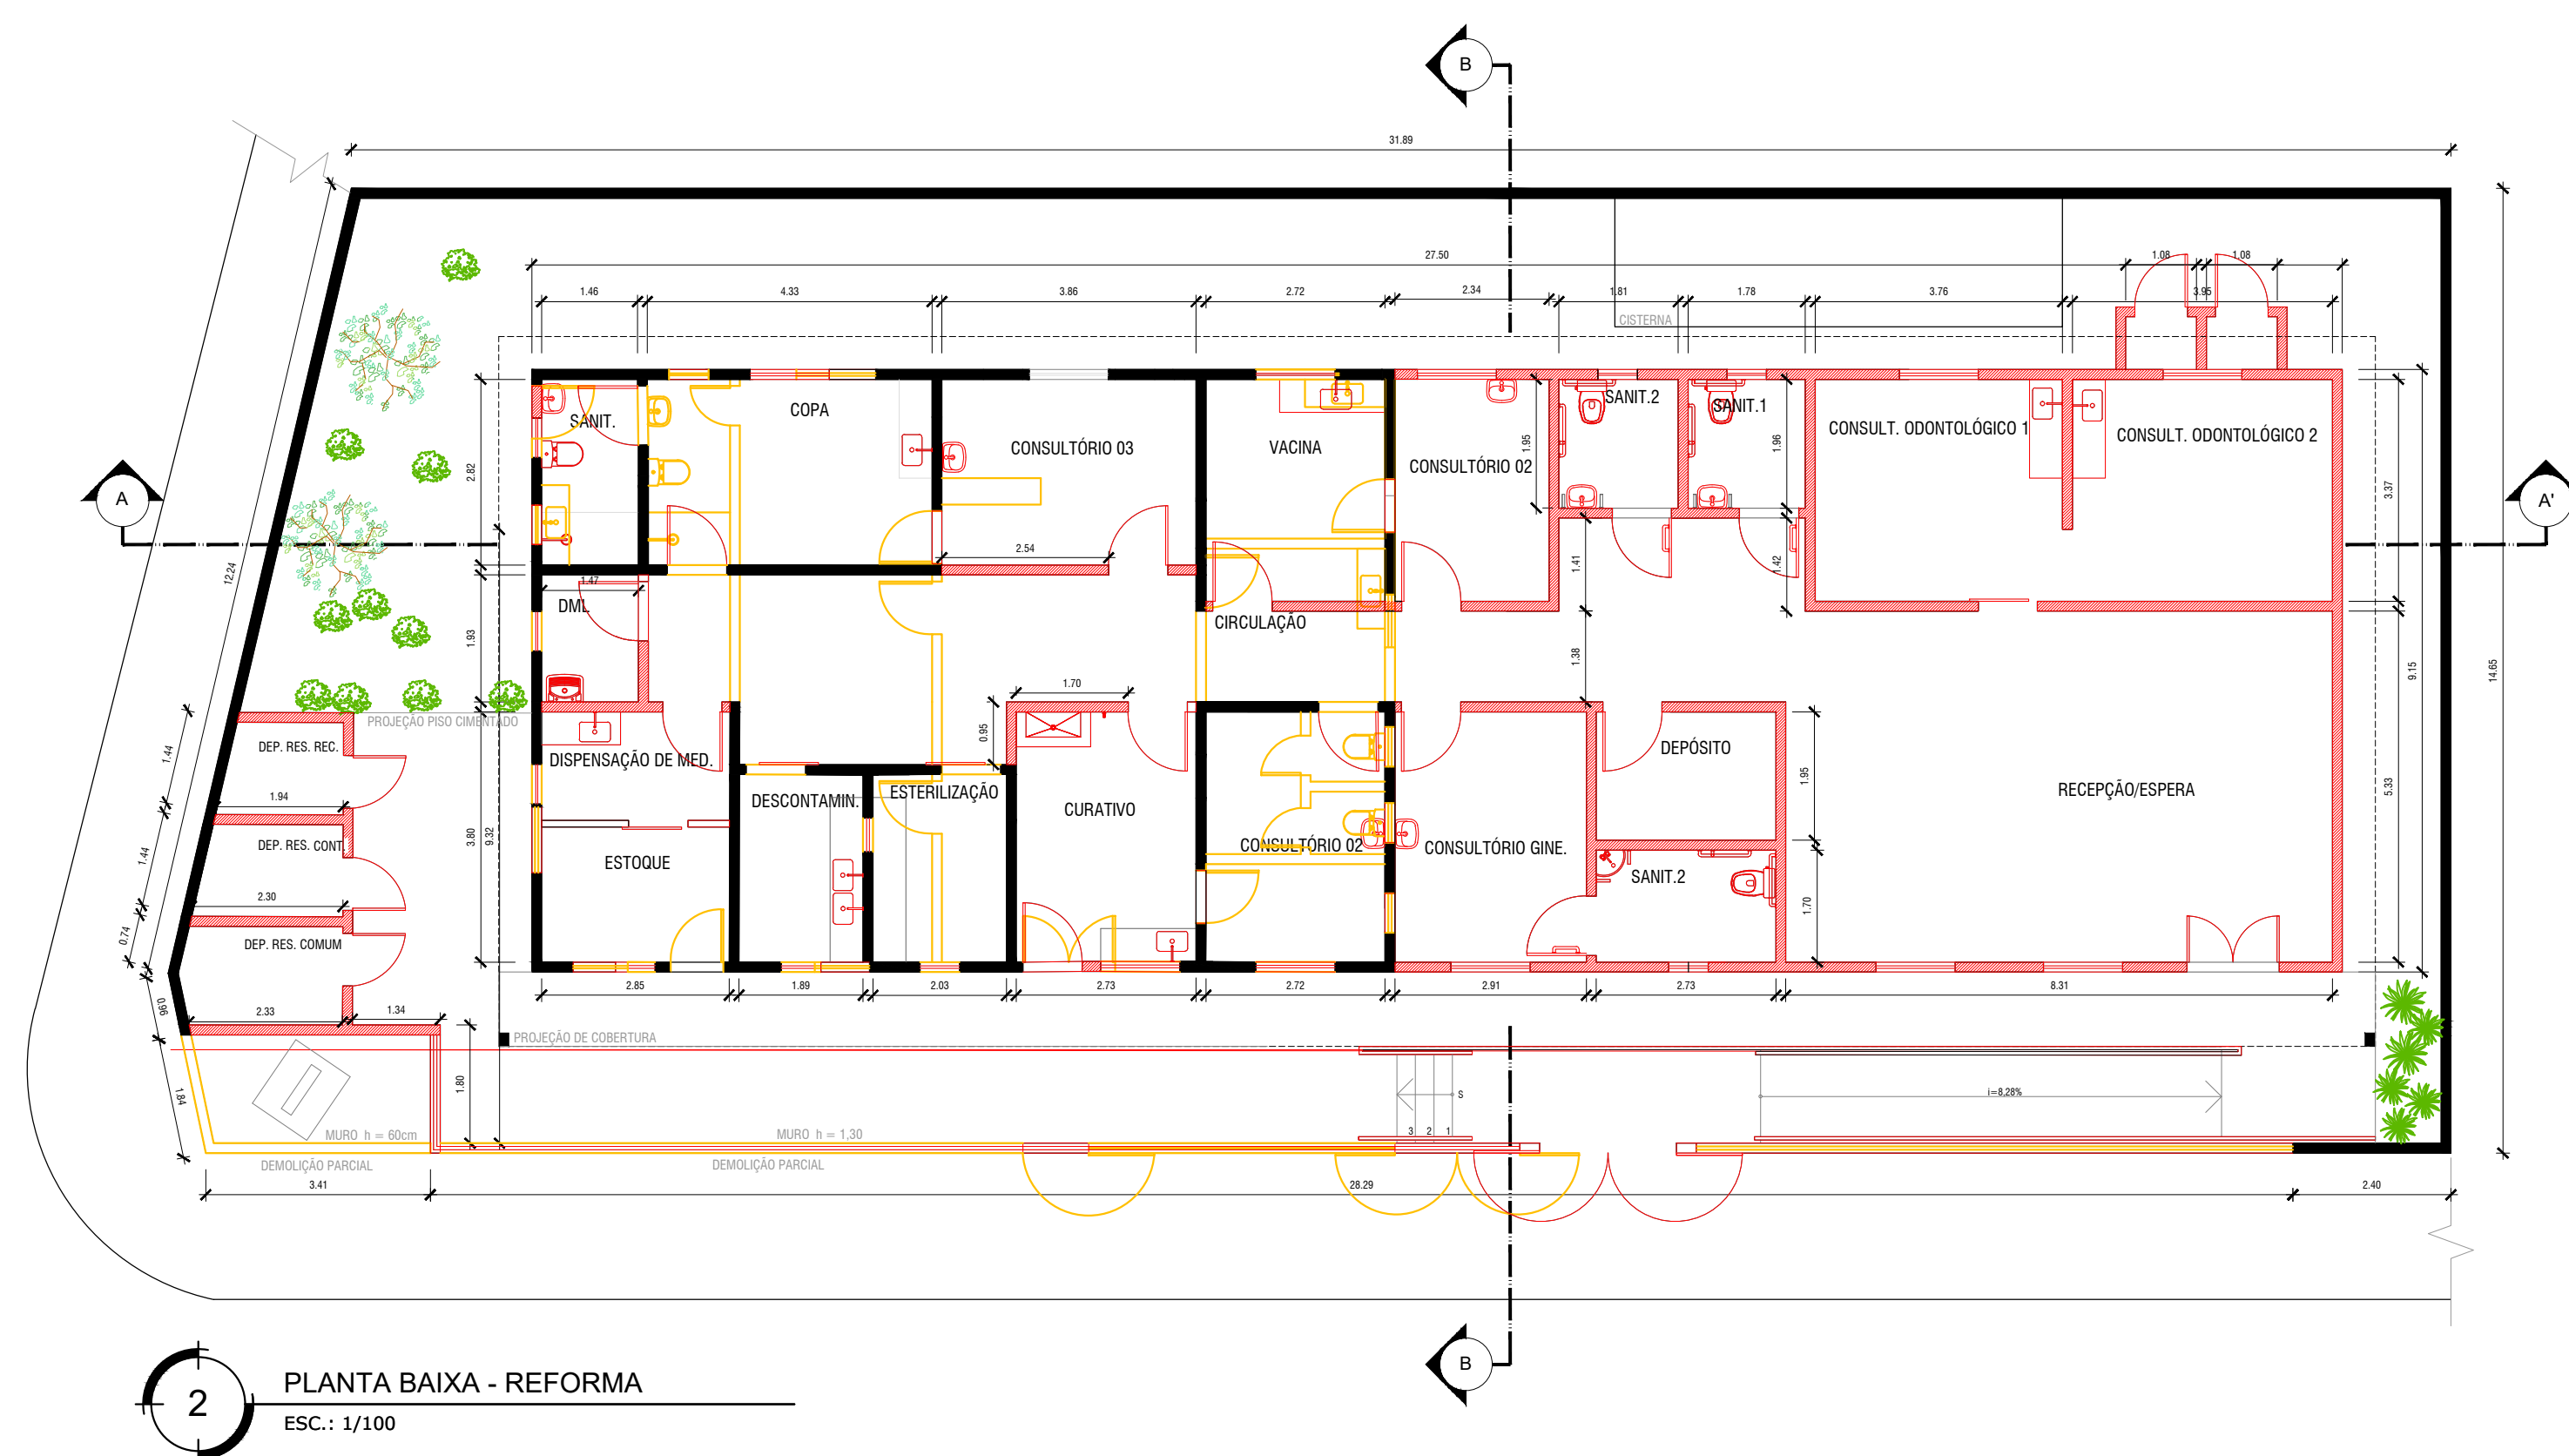 B
31.89
27.50
1.08
1.08
1.46
4.33
3.86
2.72
2.34
1.81
1.78
3.76
3.95
CISTERNA
SANIT.
COPA
CONSULTÓRIO 03
VACINA
CONSULTÓRIO 02
SANIT.2
SANIT.1
CONSULT. ODONTOLÓGICO 1
CONSULT. ODONTOLÓGICO 2
1.95
1.96
2.82
3.37
A
A'
12.24
2.54
1.47
1.41
1.42
DML
1.93
CIRCULAÇÃO
1.38
9.15
14.65
1.70
0.95
PROJEÇÃO PISO CIMENTADO
DEP. RES. REC.
1.44
DISPENSAÇÃO DE MED.
DESCONTAMIN.
ESTERILIZAÇÃO
CURATIVO
DEPÓSITO
1.95
RECEPÇÃO/ESPERA
5.33
1.94
3.80
9.32
DEP. RES. CONT.
1.44
ESTOQUE
CONSULTÓRIO 02
CONSULTÓRIO GINE.
SANIT.2
1.70
2.30
0.74
DEP. RES. COMUM
0.96
2.33
1.34
2.85
1.89
2.03
2.73
2.72
2.91
2.73
8.31
PROJEÇÃO DE COBERTURA
1.80
1.84
S
i=8,28%
3 2 1
MURO h = 60cm
MURO h = 1,30
DEMOLIÇÃO PARCIAL
DEMOLIÇÃO PARCIAL
3.41
28.29
2.40
B
2
PLANTA BAIXA - REFORMA
ESC.: 1/100